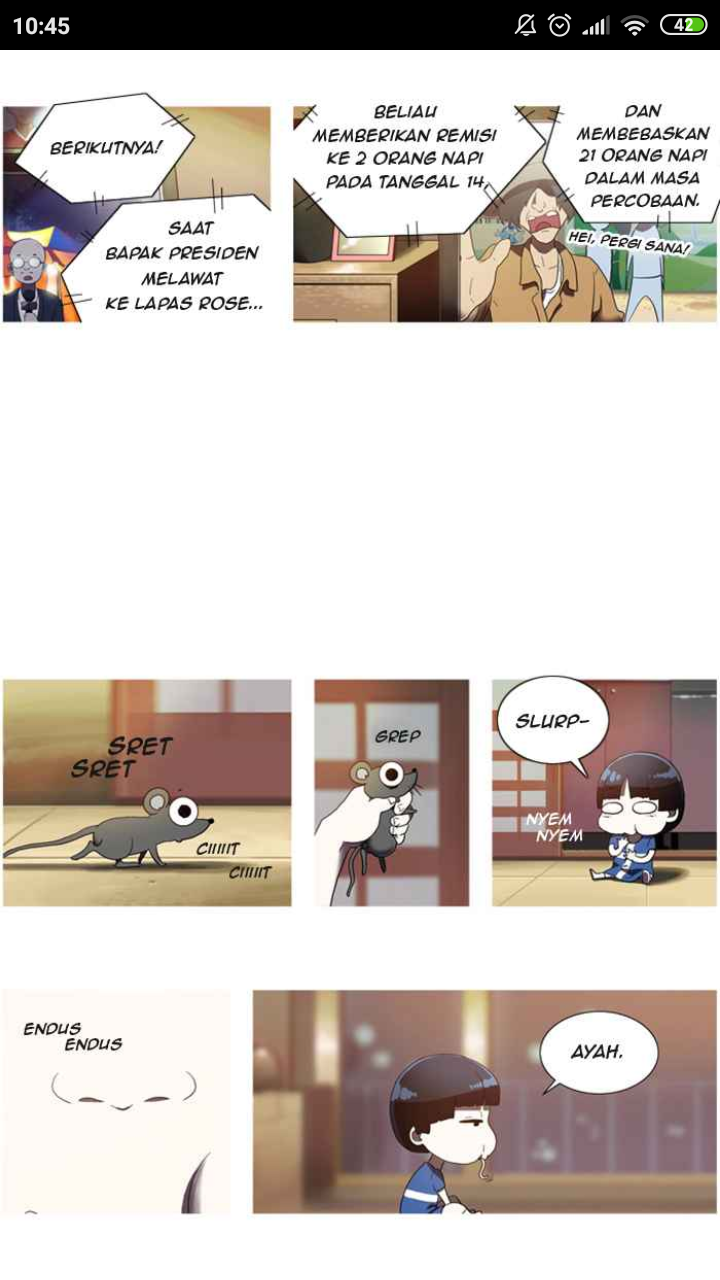 10:45
42
BERIKUTNYA!
SAAT
BAPAK PRESIDEN
MELAWAT
KE LAPAS ROSE...
BELIAU
MEMBERIKAN REMISI
KE 2 ORANG NAPI
PADA TANGGAL 14,
DAN
MEMBEBASKAN
21 ORANG NAPI
DALAM MASA
PERCOBAAN.
HEI, PERGI SANA!
SRET
SRET
CIIIIIT
CIIIIIT
GREP
SLURP~
NYEM
NYEM
ENDUS
ENDUS
AYAH.